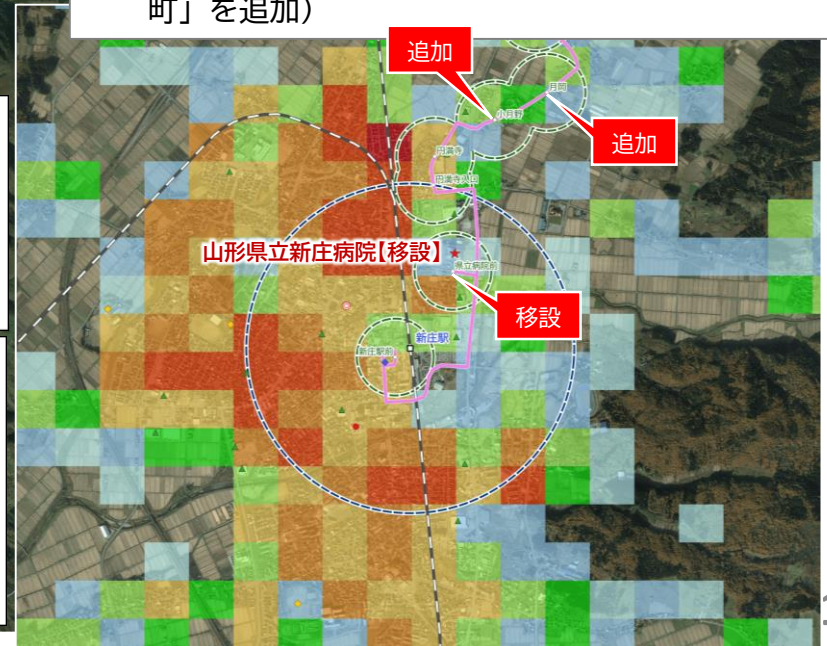 町」を追加）
追加
月岡
小月野
追加
円満寺
円満寺入口
山形県立新庄病院【移設】
県立病院前
移設
新庄駅
新庄駅前